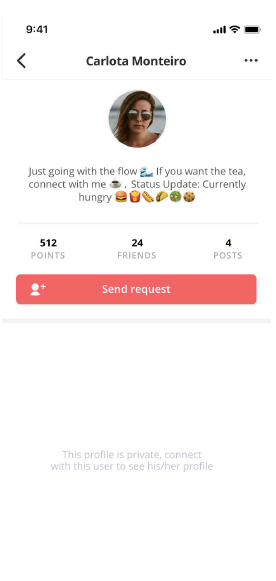 9:41
Carlota Monteiro
Just going with the flow 🌊 If you want the tea,
connect with me ☕ . Status Update: Currently
hungry 🍔🍟🌭🌮🥝🍪
512 24 4
POINTS FRIENDS POSTS
Send request
This profile is private, connect
with this user to see his/her profile